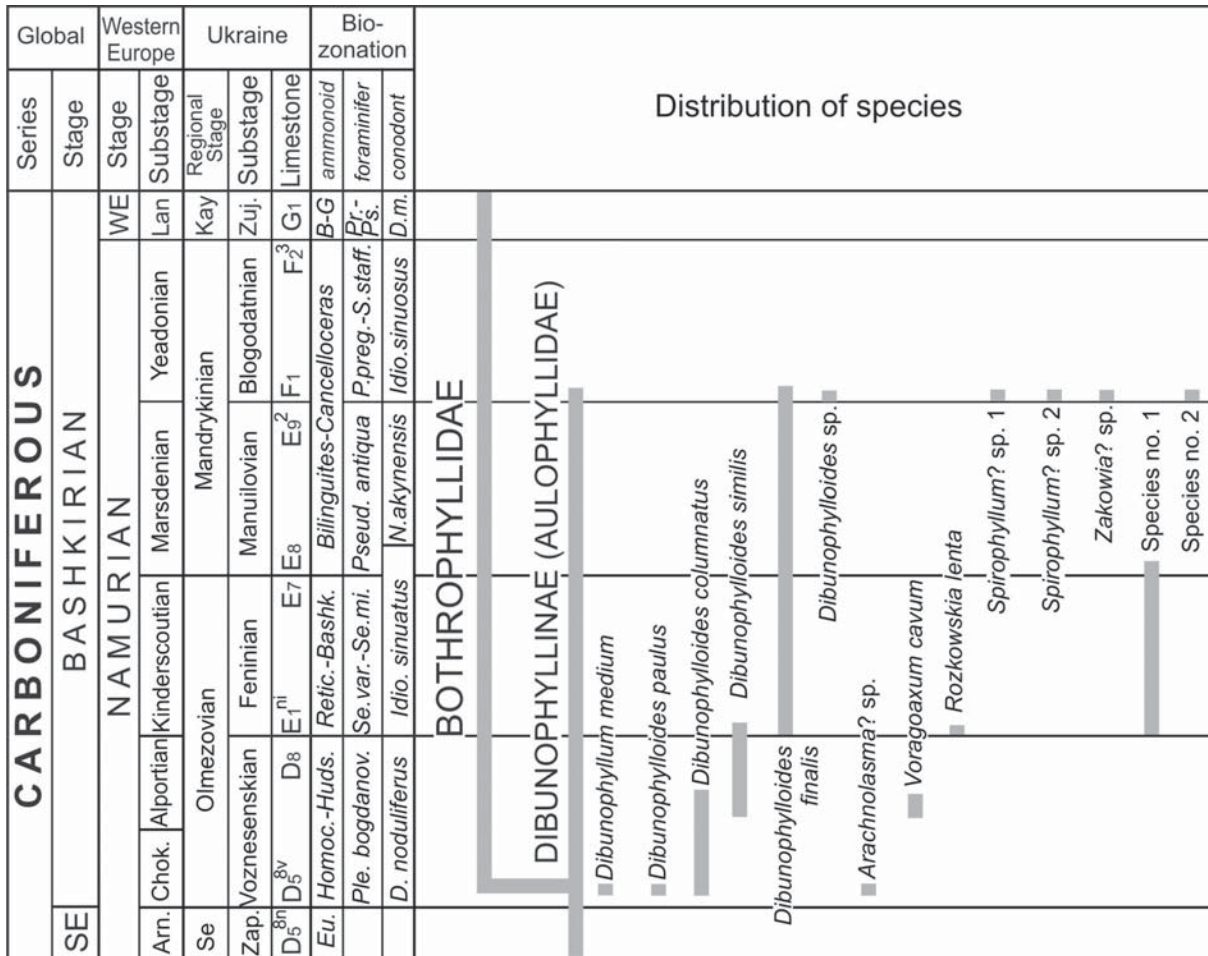 Global
Western
Europe
Ukraine
Bio-
zonation
Series
Stage
Stage
Substage
Regional
Stage
Substage
Limestone
ammonoid
foraminifer
conodont
Distribution of species
CARBONIFEROUS
BASHKIRIAN
SE
WE
NAMURIAN
Lan
Yeadonian
Marsdenian
Kinderscoutian
Alportian
Chok.
Arn.
Kay
Mandrykinian
Olmezovian
Se
Zuj.
Blogodatnian
Manuilovian
Feninian
Voznesenskian
Zap.
G1
F2³
F1
E9²
E8
E7
E1ⁿⁱ
D8
D5⁸ᵛ
D5⁸ⁿ
B-G
Bilinguites-Cancelloceras
Retic.-Bashk.
Homoc.-Huds.
Eu.
Pr.-
Ps.
P.preg.-S.staff.
Pseud. antiqua
Se.var.-Se.mi.
Ple. bogdanov.
D.m.
Idio.sinuosus
N.akynensis
Idio. sinuatus
D. noduliferus
BOTHROPHYLLIDAE
DIBUNOPHYLLINAE (AULOPHYLLIDAE)
Dibunophyllum medium
Dibunophylloides paulus
Dibunophylloides columnatus
Dibunophylloides similis
Dibunophylloides
finalis
Dibunophylloides sp.
Arachnolasma? sp.
Voragoaxum cavum
Rozkowskia lenta
Spirophyllum? sp. 1
Spirophyllum? sp. 2
Zakowia? sp.
Species no. 1
Species no. 2